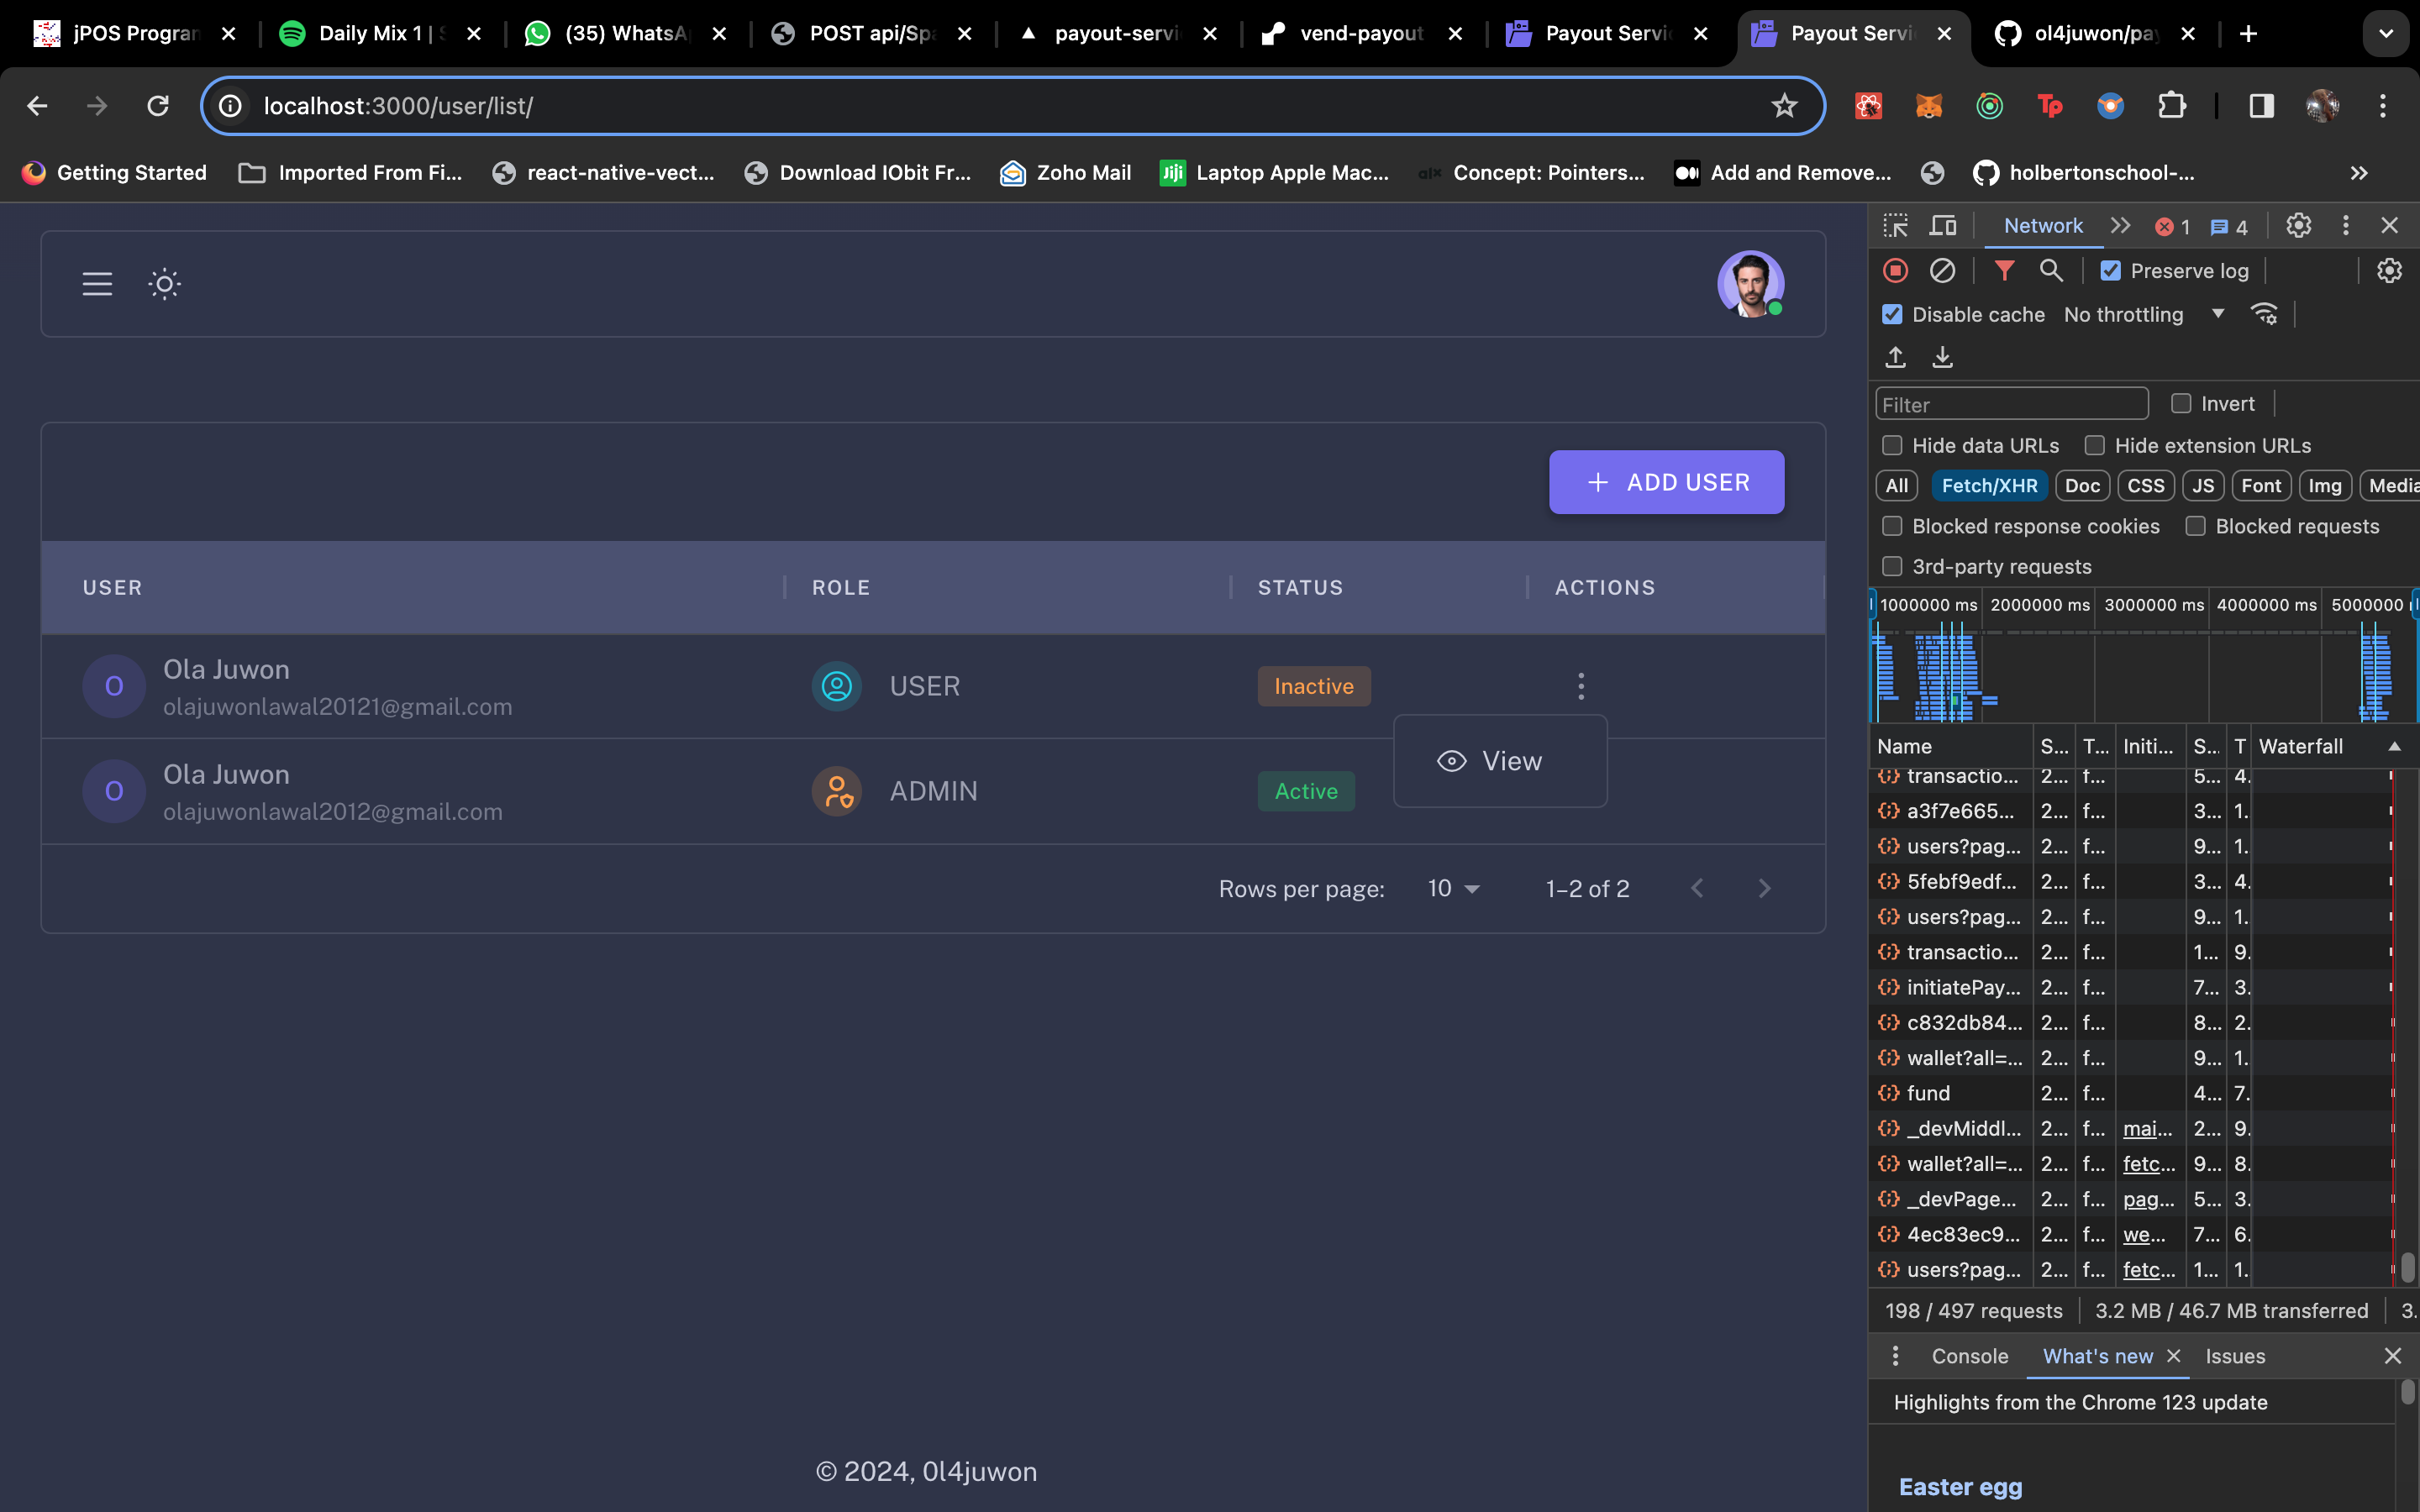 jPOS Progran
Daily Mix 1 | S
(35) WhatsA
POST api/Spa
payout-servi
vend-payout
Payout Servi
Payout Servi
ol4juwon/pay
localhost:3000/user/list/
Getting Started
Imported From Fi...
react-native-vect...
Download IObit Fr...
Zoho Mail
Laptop Apple Mac...
Concept: Pointers...
Add and Remove...
holbertonschool-...
ADD USER
USER ROLE STATUS ACTIONS
O Ola Juwon
olajuwonlawal20121@gmail.com
USER Inactive
View
O Ola Juwon
olajuwonlawal2012@gmail.com
ADMIN Active
Rows per page: 10 1–2 of 2
© 2024, 0l4juwon
Network 1 4
Preserve log
Disable cache No throttling
Filter Invert
Hide data URLs Hide extension URLs
All Fetch/XHR Doc CSS JS Font Img Media
Blocked response cookies Blocked requests
3rd-party requests
1000000 ms 2000000 ms 3000000 ms 4000000 ms 5000000
Name S... T... Initi... S... T Waterfall
transactio... 2... f... 5... 4.
a3f7e665... 2... f... 3... 1.
users?pag... 2... f... 9... 1.
5febf9edf... 2... f... 3... 4.
users?pag... 2... f... 9... 1.
transactio... 2... f... 1... 9.
initiatePay... 2... f... 7... 3.
c832db84... 2... f... 8... 2.
wallet?all=... 2... f... 9... 1.
fund 2... f... 4... 7.
_devMiddl... 2... f... mai... 2... 9.
wallet?all=... 2... f... fetc... 9... 8.
_devPage... 2... f... pag... 5... 3.
4ec83ec9... 2... f... we... 7... 6.
users?pag... 2... f... fetc... 1... 1.
198 / 497 requests 3.2 MB / 46.7 MB transferred 3.
Console What's new Issues
Highlights from the Chrome 123 update
Easter egg